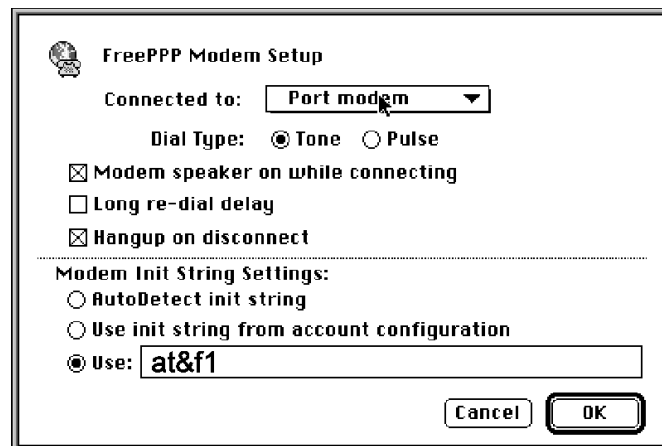 FreePPP Modem Setup
Connected to: Port modem
Dial Type: Tone Pulse
Modem speaker on while connecting
Long re-dial delay
Hangup on disconnect
Modem Init String Settings:
AutoDetect init string
Use init string from account configuration
Use: at&f1
Cancel OK